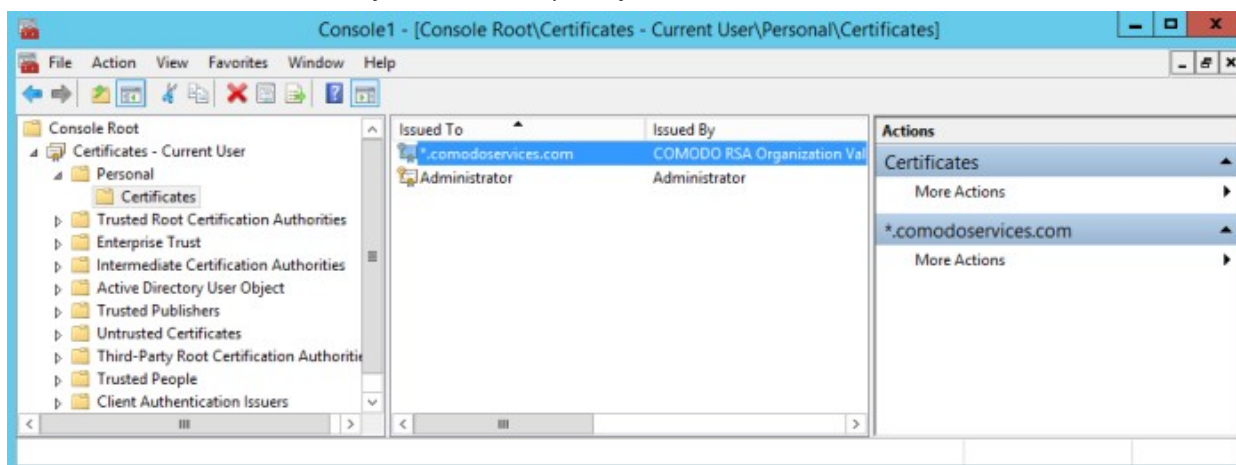 Console1 - [Console Root\Certificates - Current User\Personal\Certificates]
File Action View Favorites Window Help
Console Root
Certificates - Current User
Personal
Certificates
Trusted Root Certification Authorities
Enterprise Trust
Intermediate Certification Authorities
Active Directory User Object
Trusted Publishers
Untrusted Certificates
Third-Party Root Certification Authoritie
Trusted People
Client Authentication Issuers
Issued To Issued By
*.comodoservices.com COMODO RSA Organization Val
Administrator Administrator
Actions
Certificates
More Actions
*.comodoservices.com
More Actions